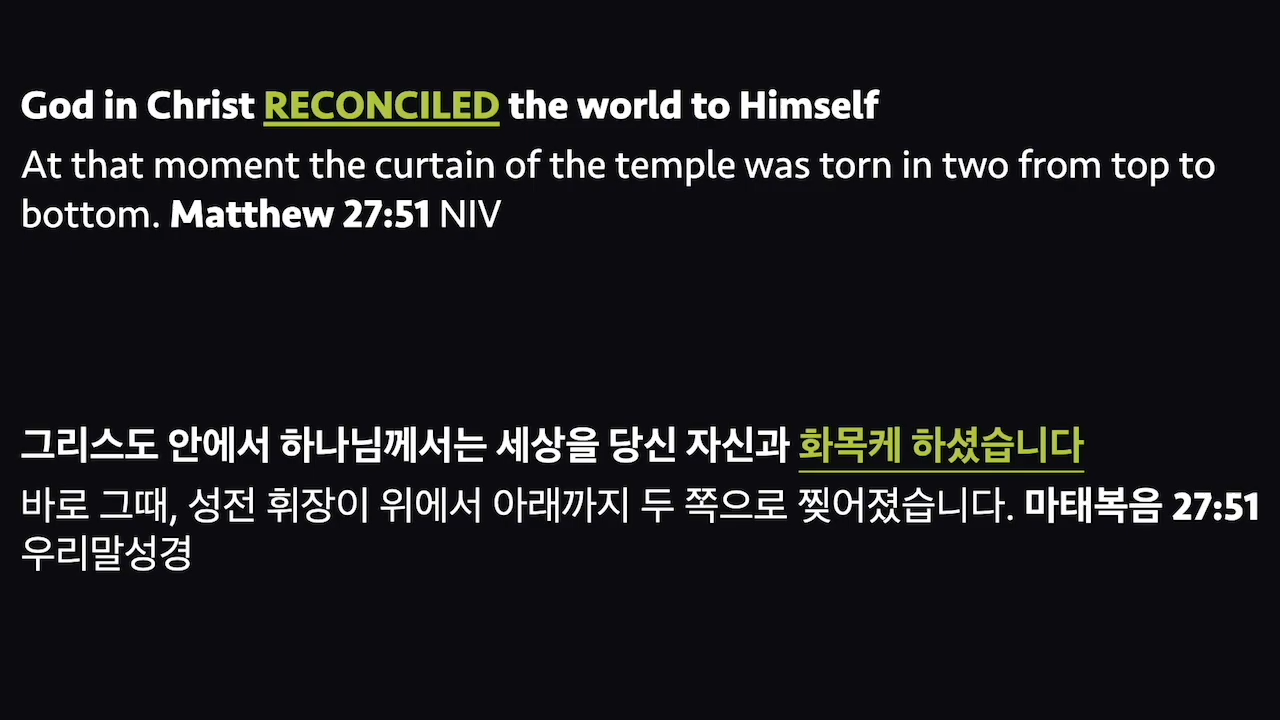 God in Christ RECONCILED the world to Himself
At that moment the curtain of the temple was torn in two from top to
bottom. Matthew 27:51 NIV
그리스도 안에서 하나님께서는 세상을 당신 자신과 화목케 하셨습니다
바로 그때, 성전 휘장이 위에서 아래까지 두 쪽으로 찢어졌습니다. 마태복음 27:51
우리말성경